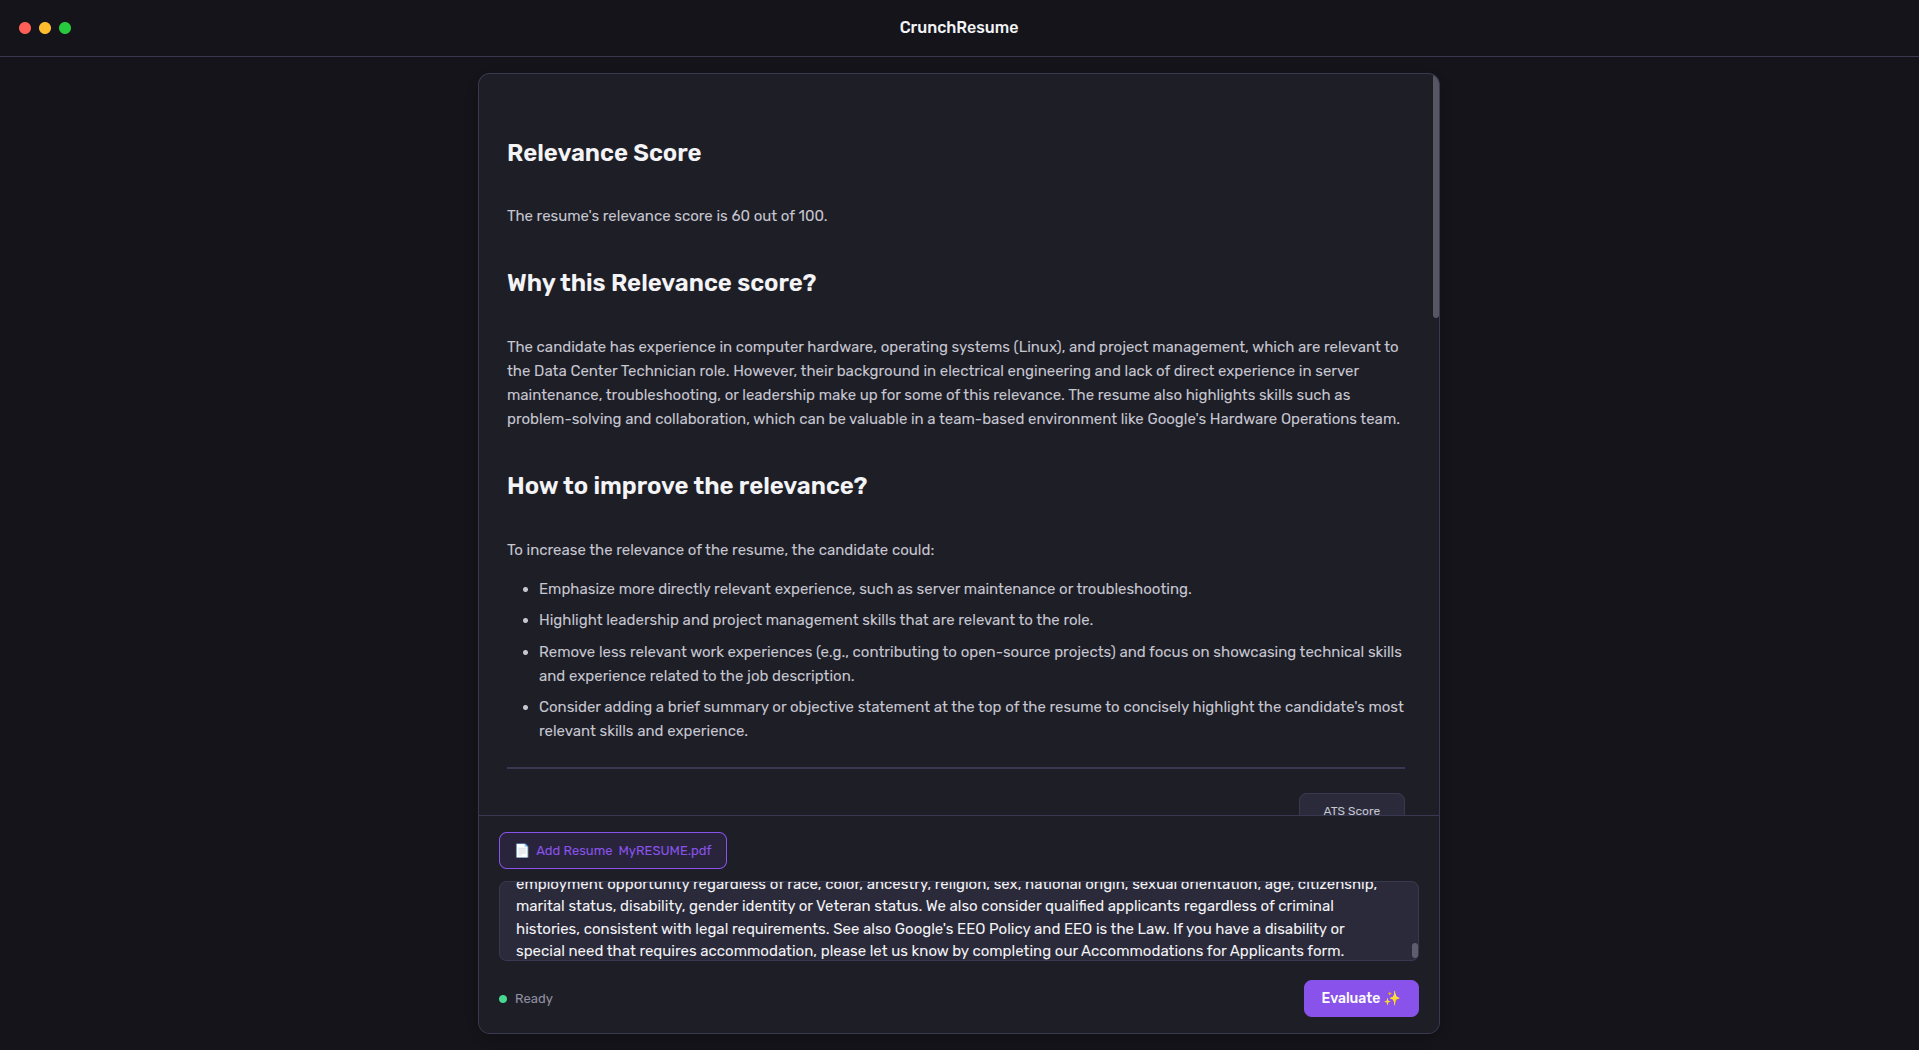 CrunchResume
Relevance Score
The resume's relevance score is 60 out of 100.
Why this Relevance score?
The candidate has experience in computer hardware, operating systems (Linux), and project management, which are relevant to
the Data Center Technician role. However, their background in electrical engineering and lack of direct experience in server
maintenance, troubleshooting, or leadership make up for some of this relevance. The resume also highlights skills such as
problem-solving and collaboration, which can be valuable in a team-based environment like Google's Hardware Operations team.
How to improve the relevance?
To increase the relevance of the resume, the candidate could:
• Emphasize more directly relevant experience, such as server maintenance or troubleshooting.
• Highlight leadership and project management skills that are relevant to the role.
• Remove less relevant work experiences (e.g., contributing to open-source projects) and focus on showcasing technical skills
and experience related to the job description.
• Consider adding a brief summary or objective statement at the top of the resume to concisely highlight the candidate's most
relevant skills and experience.
ATS Score
Add Resume MyRESUME.pdf
employment opportunity regardless of race, color, ancestry, religion, sex, national origin, sexual orientation, age, citizenship,
marital status, disability, gender identity or Veteran status. We also consider qualified applicants regardless of criminal
histories, consistent with legal requirements. See also Google's EEO Policy and EEO is the Law. If you have a disability or
special need that requires accommodation, please let us know by completing our Accommodations for Applicants form.
Ready
Evaluate ✨